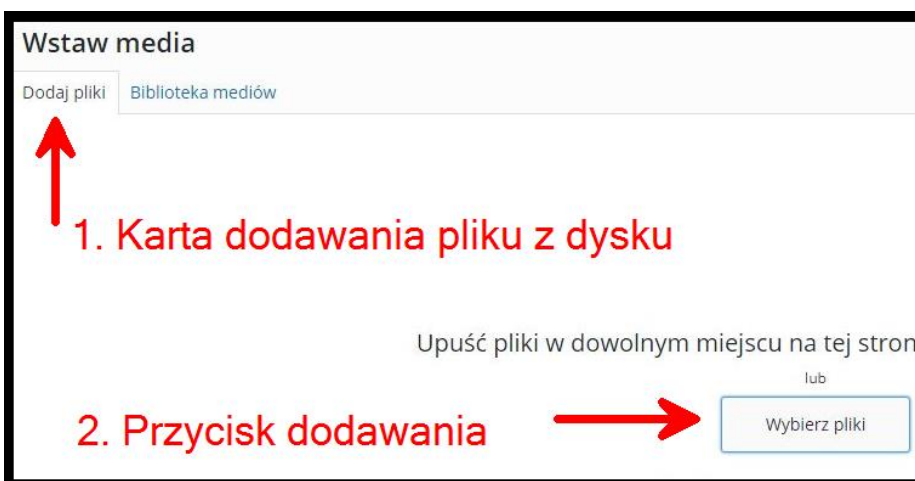 Wstaw media
Dodaj pliki Biblioteka mediów
1. Karta dodawania pliku z dysku
Upuść pliki w dowolnym miejscu na tej stron
lub
2. Przycisk dodawania
Wybierz pliki